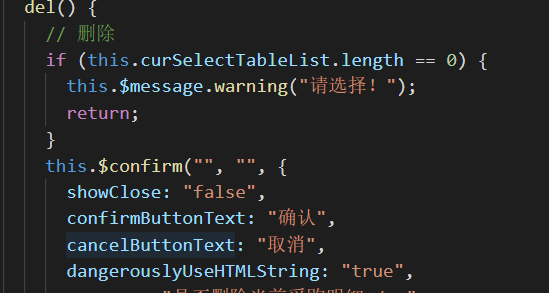 del() {
// 删除
if (this.curSelectTableList.length == 0) {
this.$message.warning("请选择！");
return;
}
this.$confirm("", "", {
showClose: "false",
confirmButtonText: "确认",
cancelButtonText: "取消",
dangerouslyUseHTMLString: "true",